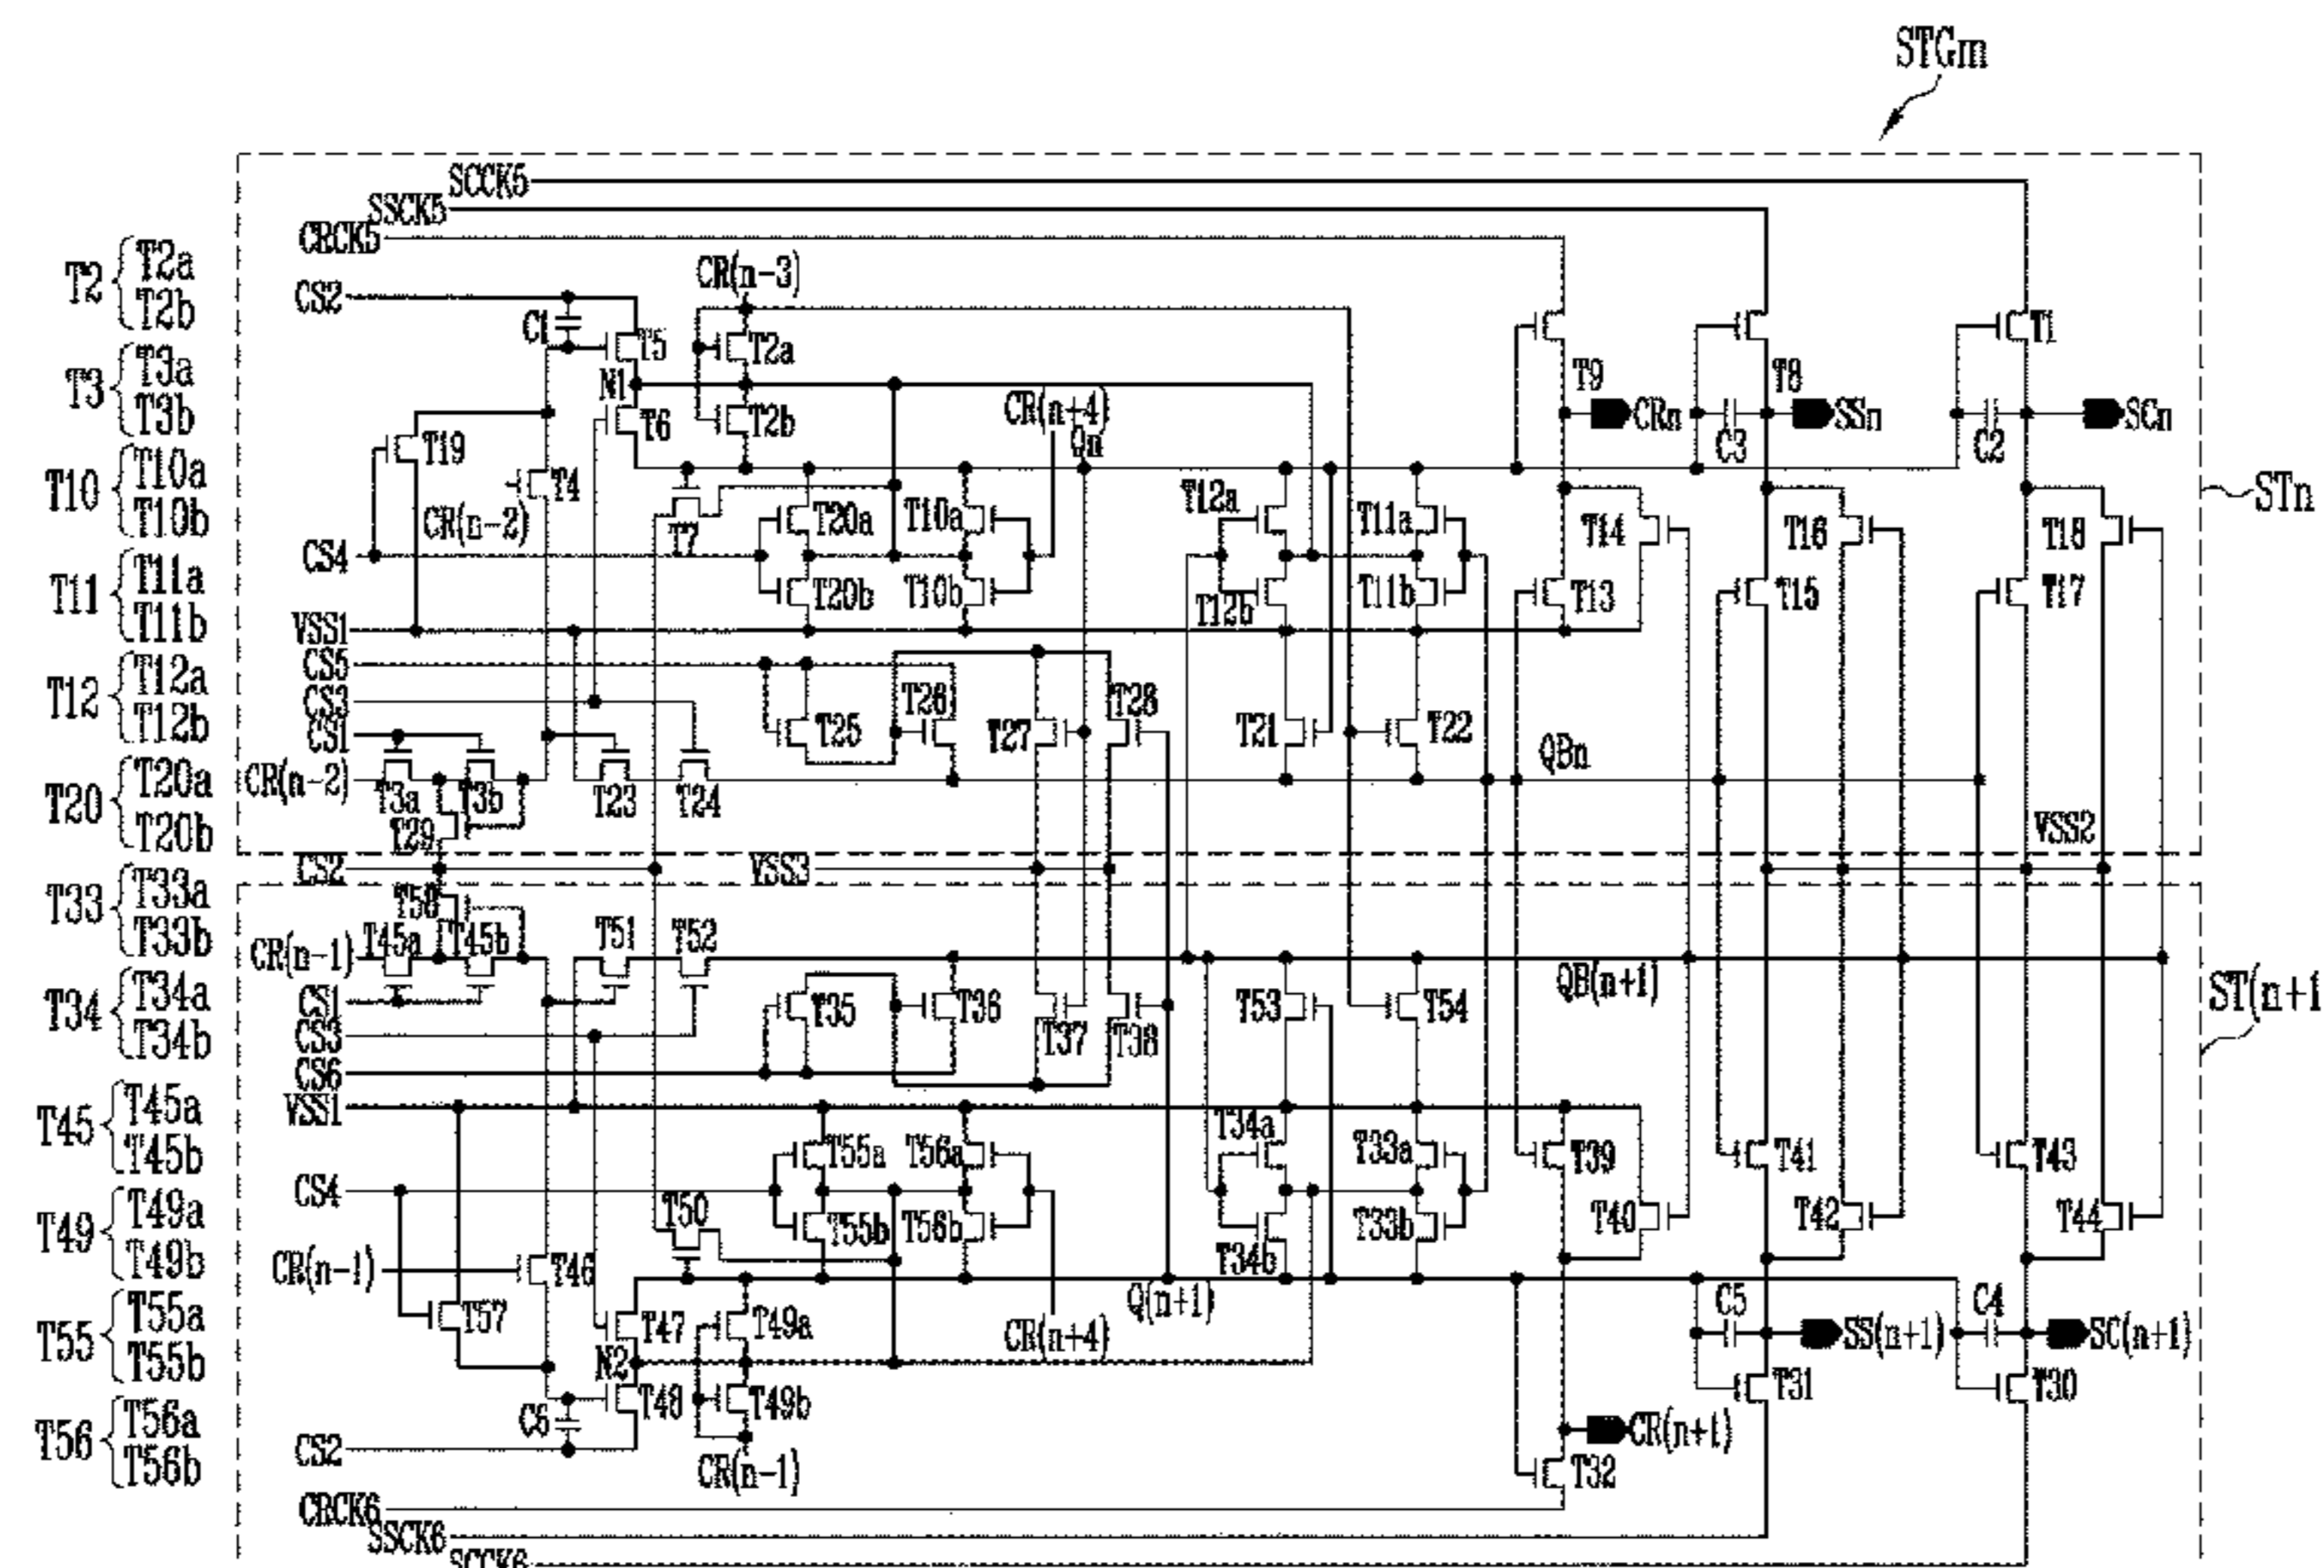 STGm
SCCK5
SSCK5
CRCK5
T2 T2a
T2b
CR(n-3)
CS2
C1
T5
T2a
T1
T3 T3a
T3b
N1
T9
T8
CR(n+4)
T6
T2b
CRn
SSn
SCn
Qn
C3
C2
T19
T10 T10a
T10b
T4
T12a
STn
CR(n-2)
T7
T20a
T10a
T11a
T14
T16
T18
CS4
T11 T11a
T11b
T20b
T10b
T12b
T11b
T13
T15
T17
VSS1
CS5
T12 T12a
T12b
CS3
T26
T28
CS1
T25
T27
T21
T22
QBn
T20 T20a
T20b
CR(n-2)
T3a
T3b
T23
T24
T29
VSS2
CS2
VSS3
T33 T33a
T33b
T58
T45a
T45b
T51
T52
CR(n-1)
QB(n+1)
T34 T34a
T34b
CS1
T35
T36
T53
T54
ST(n+1
CS3
T37
T38
CS6
T45 T45a
T45b
VSS1
T34a
T55a
T56a
T33a
T39
T41
T43
CS4
T49 T49a
T49b
T50
T55b
T56b
T33b
T40
T42
T44
T34b
CR(n-1)
T46
T55 T55a
T55b
T57
Q(n+1)
C5
C4
T47
T49a
CR(n+4)
SS(n+1)
SC(n+1)
N2
T56 T56a
T56b
C6
T48
T49b
T31
T30
CR(n+1)
CS2
CR(n-1)
T32
CRCK6
SSCK6
SCCK6